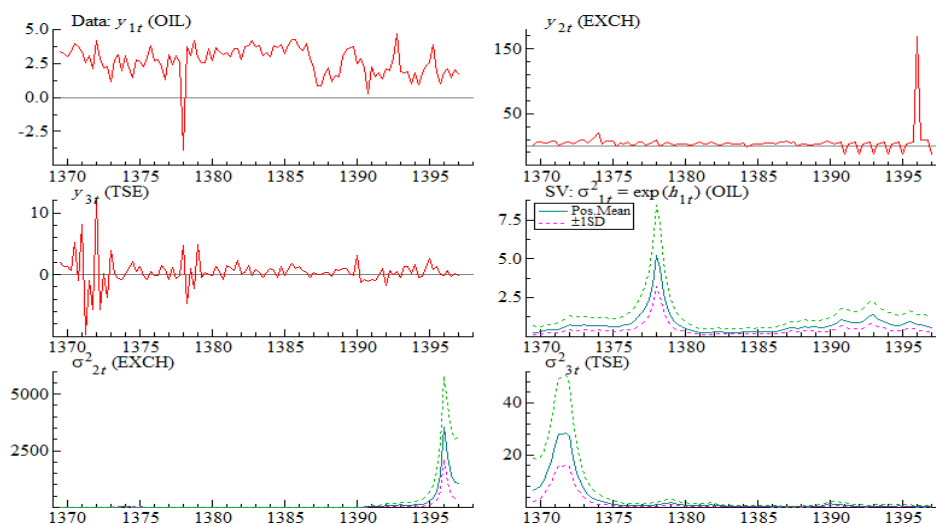 Data: y1t (OIL)
5.0
2.5
0.0
-2.5
1370 1375 1380 1385 1390 1395
y2t (EXCH)
150
50
1370 1375 1380 1385 1390 1395
y3t (TSE)
10
0
1370 1375 1380 1385 1390 1395
SV: σ²1t = exp(h1t) (OIL)
Pos.Mean
±1SD
7.5
5.0
2.5
1370 1375 1380 1385 1390 1395
σ²2t (EXCH)
5000
2500
1370 1375 1380 1385 1390 1395
σ²3t (TSE)
40
20
1370 1375 1380 1385 1390 1395